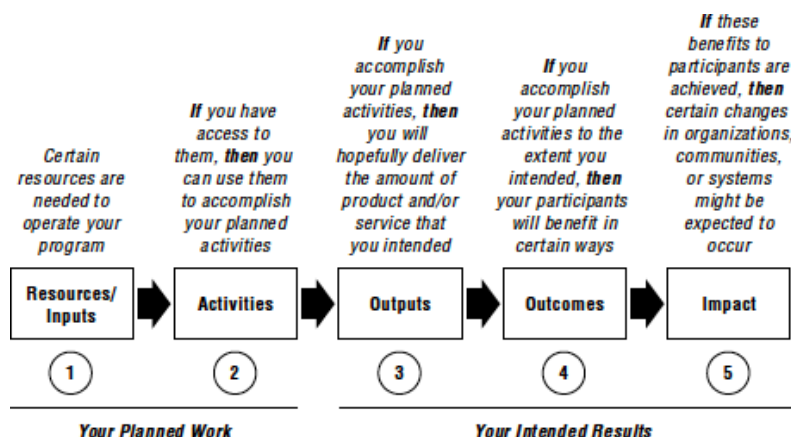 Certain
resources are
needed to
operate your
program
If you have
access to
them, then you
can use them
to accomplish
your planned
activities
If you
accomplish
your planned
activities, then
you will
hopefully deliver
the amount of
product and/or
service that
you intended
If you
accomplish
your planned
activities to the
extent you
intended, then
your participants
will benefit in
certain ways
If these
benefits to
participants are
achieved, then
certain changes
in organizations,
communities,
or systems
might be
expected to
occur
Resources/
Inputs
Activities
Outputs
Outcomes
Impact
1
2
3
4
5
Your Planned Work
Your Intended Results